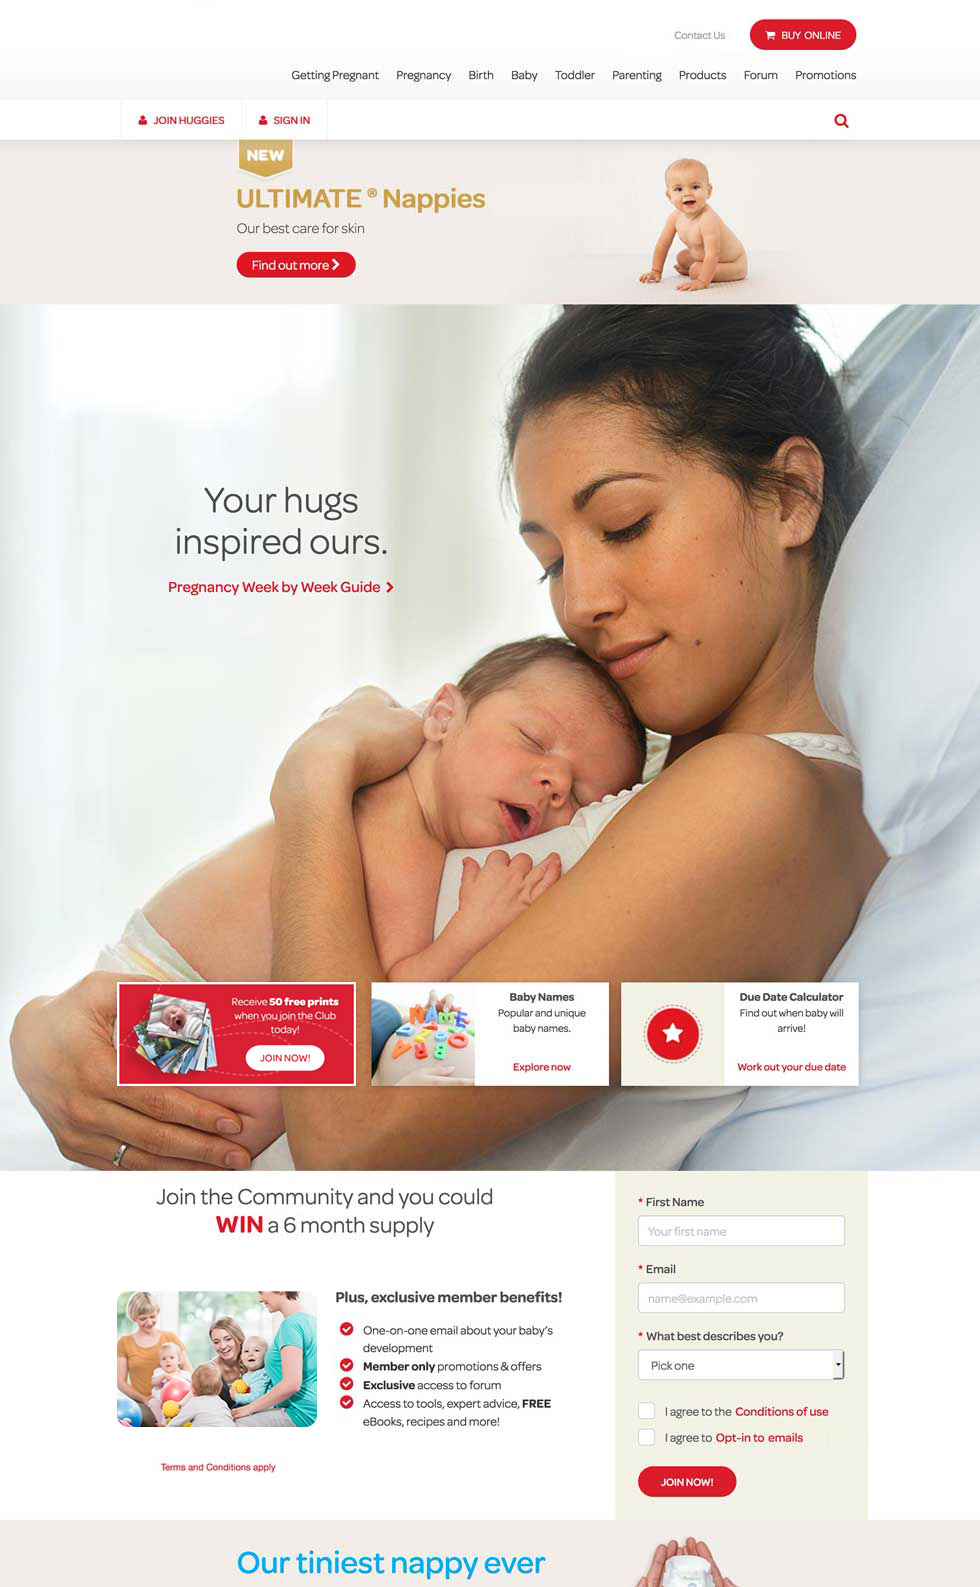 Contact Us
BUY ONLINE
Getting Pregnant Pregnancy Birth Baby Toddler Parenting Products Forum Promotions
JOIN HUGGIES SIGN IN
NEW
ULTIMATE ® Nappies
Our best care for skin
Find out more
Your hugs
inspired ours.
Pregnancy Week by Week Guide
Receive 50 free prints
when you join the Club
today!
JOIN NOW!
Baby Names
Popular and unique
baby names.
Explore now
Due Date Calculator
Find out when baby will
arrive!
Work out your due date
Join the Community and you could
WIN a 6 month supply
Plus, exclusive member benefits!
One-on-one email about your baby's
development
Member only promotions & offers
Exclusive access to forum
Access to tools, expert advice, FREE
eBooks, recipes and more!
Terms and Conditions apply
* First Name
Your first name
* Email
name@example.com
* What best describes you?
Pick one
I agree to the Conditions of use
I agree to Opt-in to emails
JOIN NOW!
Our tiniest nappy ever